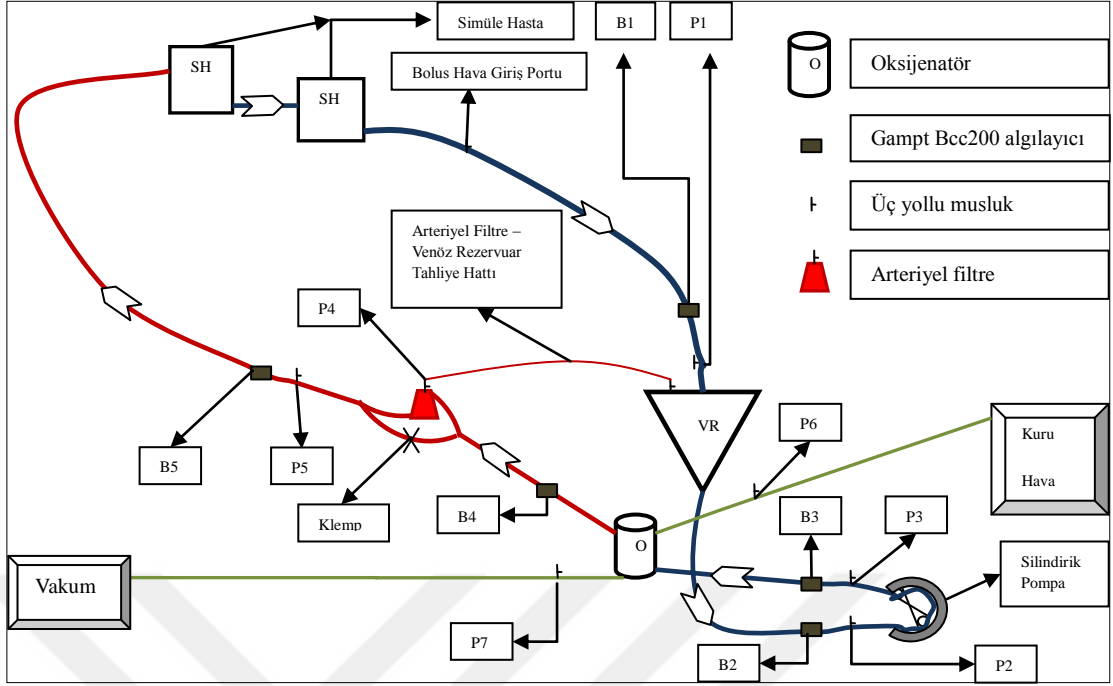 Simüle Hasta
B1
P1
SH
SH
Bolus Hava Giriş Portu
O
Oksijenatör
Gampt Bcc200 algılayıcı
Üç yollu musluk
Arteriyel filtre
Arteriyel Filtre –
Venöz Rezervuar
Tahliye Hattı
P4
VR
P6
Kuru
Hava
B5
P5
Klemp
B4
O
B3
P3
Silindirik
Pompa
Vakum
P7
B2
P2